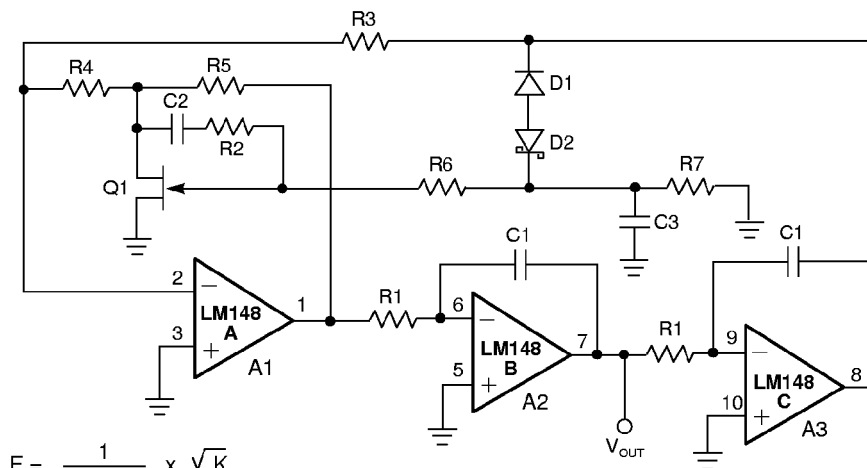 R3
R4
R5
C2
R2
D1
D2
R6
R7
Q1
C3
C1
C1
2
−
1
R1
LM148
A
3
+
A1
6
−
7
R1
LM148
B
5
+
A2
9
−
8
LM148
C
10
+
A3
VOUT
F = 1 x √K